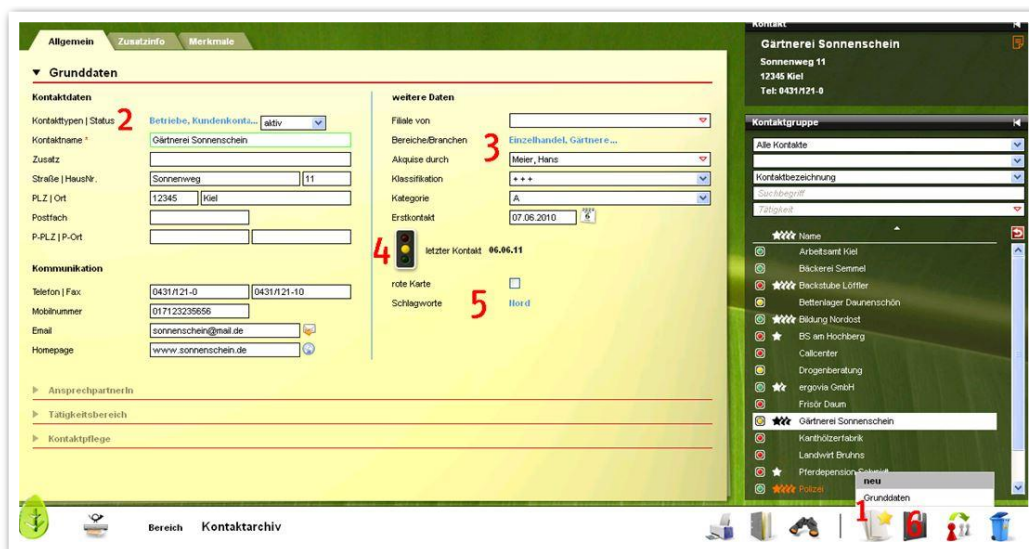 Allgemein Zusatzinfo Merkmale
Grunddaten
Kontaktdaten
Kontakttypen | Status 2 Betriebe, Kundenkonta... aktiv
Kontaktname * Gärtnerei Sonnenschein
Zusatz
Straße | HausNr. Sonnenweg 11
PLZ | Ort 12345 Kiel
Postfach
P-PLZ | P-Ort
Kommunikation
Telefon | Fax 0431/121-0 0431/121-10
Mobilnummer 017123235656
Email sonnenschein@mail.de
Homepage www.sonnenschein.de
weitere Daten
Filiale von
Bereiche/Branchen Einzelhandel, Gärtnere...
3
Akquise durch Meier, Hans
Klassifikation +++
Kategorie A
Erstkontakt 07.06.2010 6
4 letzter Kontakt 06.06.11
rote Karte
Schlagworte 5 Nord
AnsprechpartnerIn
Tätigkeitsbereich
Kontaktpflege
Kontakt
Gärtnerei Sonnenschein
Sonnenweg 11
12345 Kiel
Tel: 0431/121-0
Kontaktgruppe
Alle Kontakte
Kontaktbezeichnung
Suchbegriff
Tätigkeit
Name
Arbeitsamt Kiel
Bäckerei Semmel
Backstube Löffler
Bettenlager Daunenschön
Bildung Nordost
BS am Hochberg
Callcenter
Drogenberatung
ergovia GmbH
Frisör Daum
Gärtnerei Sonnenschein
Kanthölzerfabrik
Landwirt Bruhns
Pferdepension
Polizei
neu
Grunddaten
Bereich Kontaktarchiv
1 6